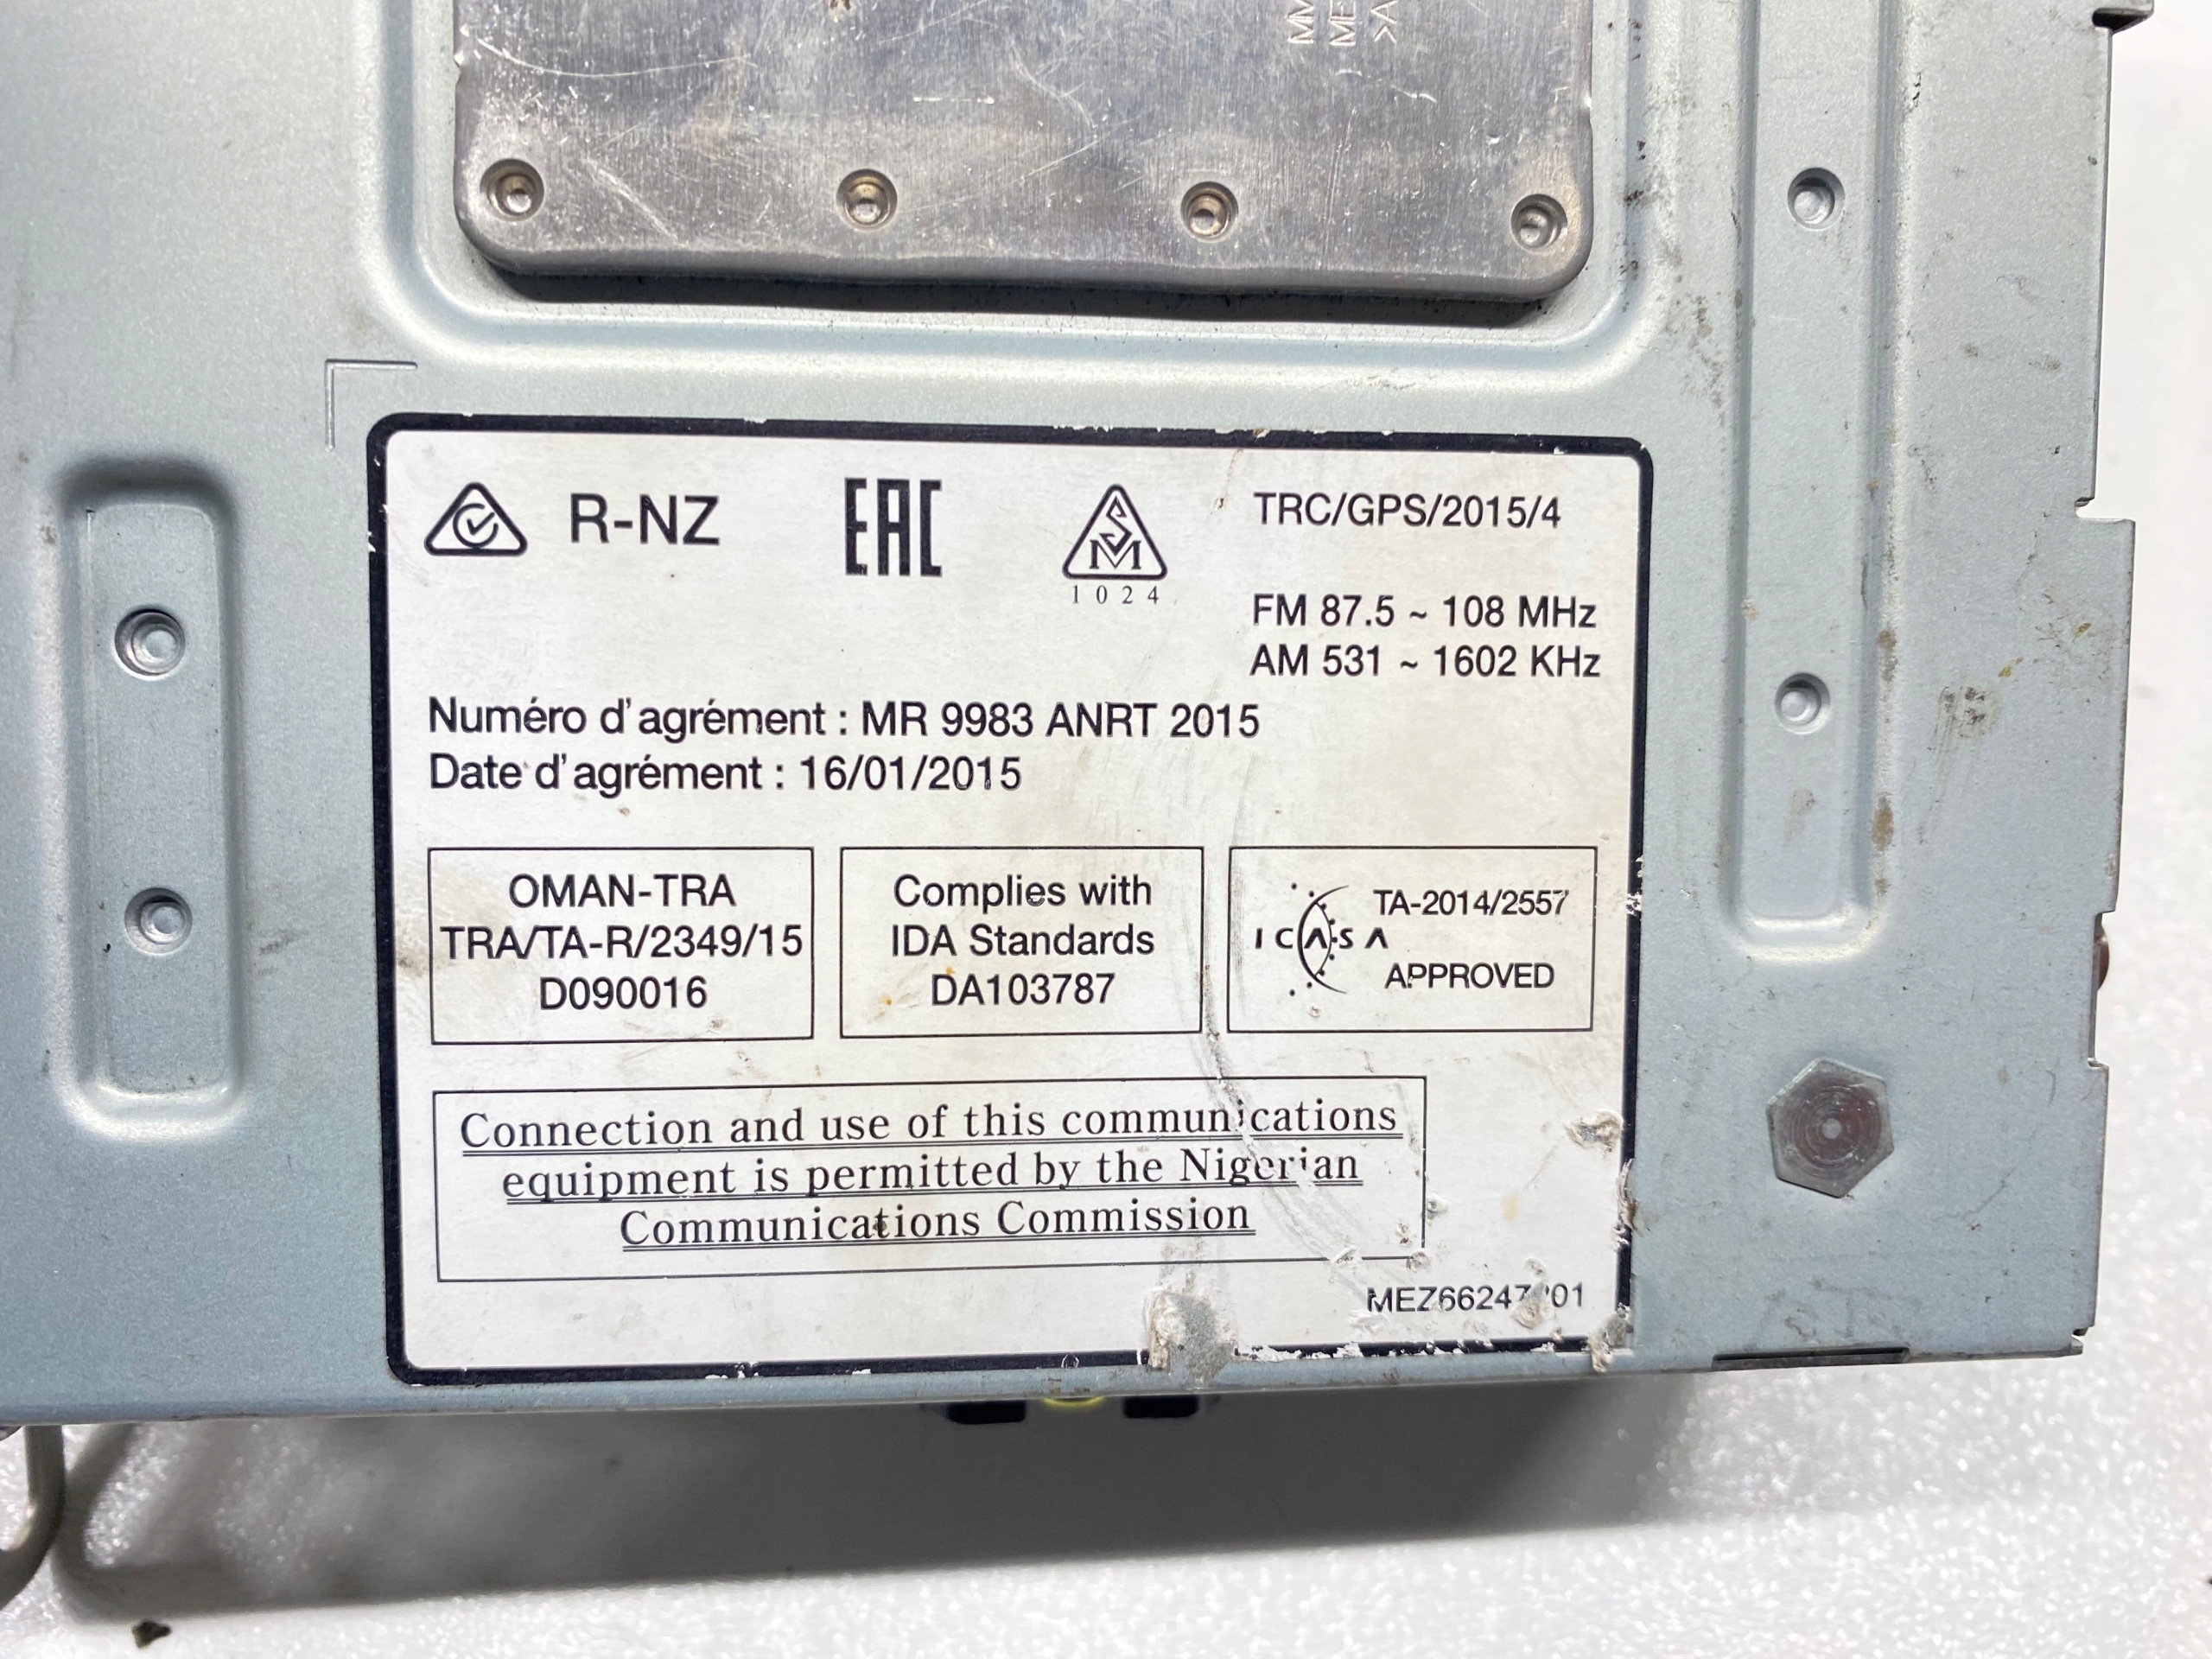 MM
ME
>A
R-NZ
EAC
SM
1024
TRC/GPS/2015/4
FM 87.5 ~ 108 MHz
AM 531 ~ 1602 KHz
Numéro d'agrément : MR 9983 ANRT 2015
Date d'agrément : 16/01/2015
OMAN-TRA
TRA/TA-R/2349/15
D090016
Complies with
IDA Standards
DA103787
ICASA
TA-2014/2557
APPROVED
Connection and use of this communications
equipment is permitted by the Nigerian
Communications Commission